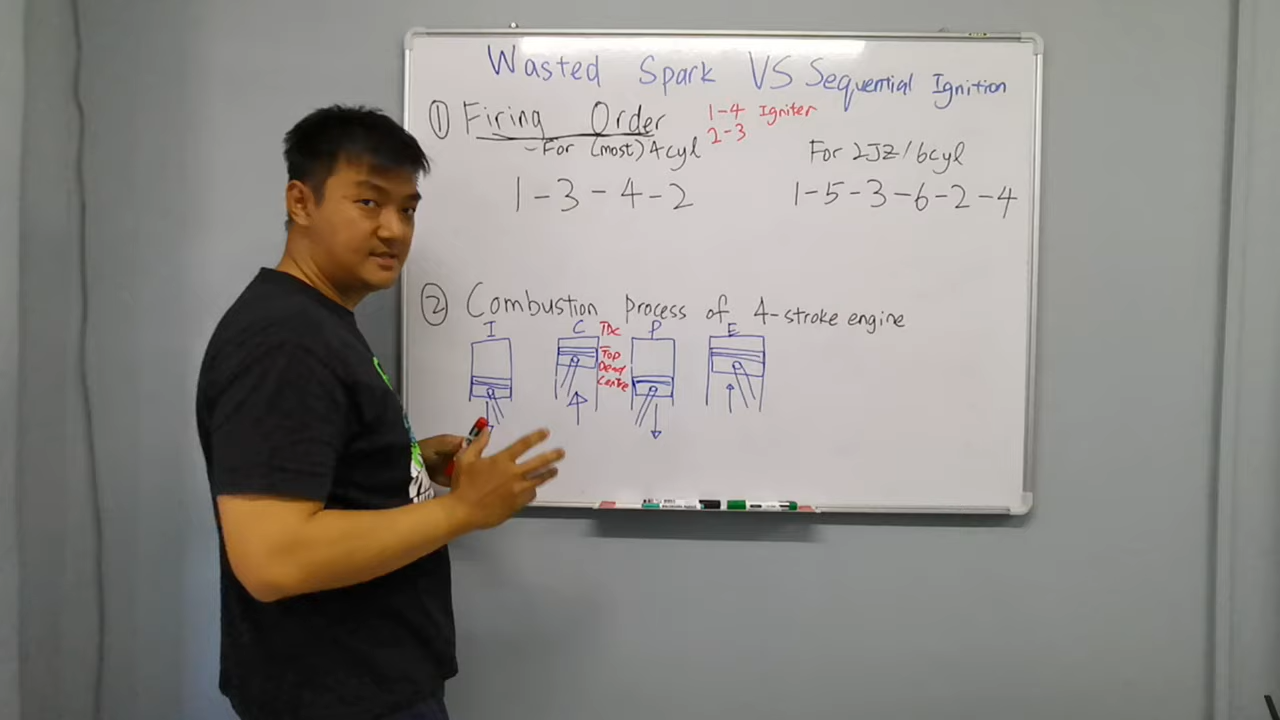 Wasted Spark VS Sequential Ignition
① Firing Order
1-4 Igniter
2-3
- For (most) 4cyl
For 2JZ/6cyl
1-3-4-2
1-5-3-6-2-4
② Combustion process of 4-stroke engine
I C TDC P E
Top
Dead
Centre